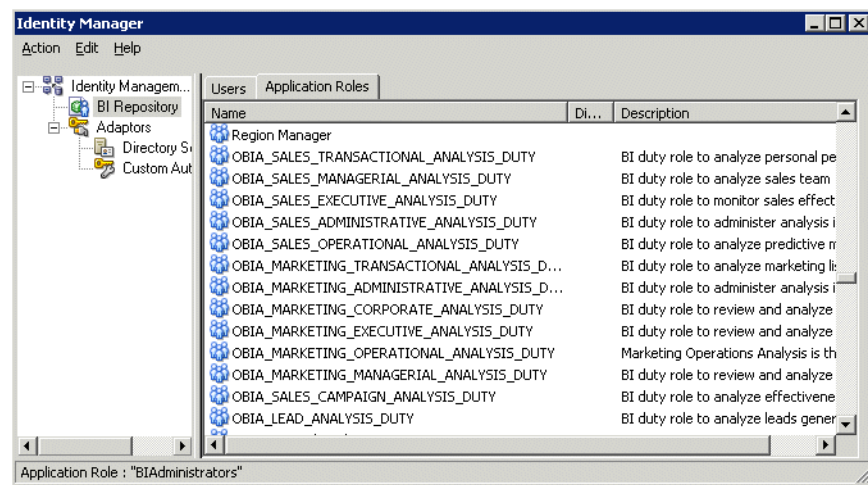 Identity Manager
Action Edit Help
Identity Managem...
BI Repository
Adaptors
Directory S
Custom Aut
Users Application Roles
Name Di... Description
Region Manager
OBIA_SALES_TRANSACTIONAL_ANALYSIS_DUTY BI duty role to analyze personal pe
OBIA_SALES_MANAGERIAL_ANALYSIS_DUTY BI duty role to analyze sales team
OBIA_SALES_EXECUTIVE_ANALYSIS_DUTY BI duty role to monitor sales effect
OBIA_SALES_ADMINISTRATIVE_ANALYSIS_DUTY BI duty role to administer analysis i
OBIA_SALES_OPERATIONAL_ANALYSIS_DUTY BI duty role to analyze predictive m
OBIA_MARKETING_TRANSACTIONAL_ANALYSIS_D... BI duty role to analyze marketing li
OBIA_MARKETING_ADMINISTRATIVE_ANALYSIS_D... BI duty role to administer analysis i
OBIA_MARKETING_CORPORATE_ANALYSIS_DUTY BI duty role to review and analyze
OBIA_MARKETING_EXECUTIVE_ANALYSIS_DUTY BI duty role to review and analyze
OBIA_MARKETING_OPERATIONAL_ANALYSIS_DUTY Marketing Operations Analysis is th
OBIA_MARKETING_MANAGERIAL_ANALYSIS_DUTY BI duty role to review and analyze
OBIA_SALES_CAMPAIGN_ANALYSIS_DUTY BI duty role to analyze effectivene
OBIA_LEAD_ANALYSIS_DUTY BI duty role to analyze leads gener
Application Role : "BIAdministrators"